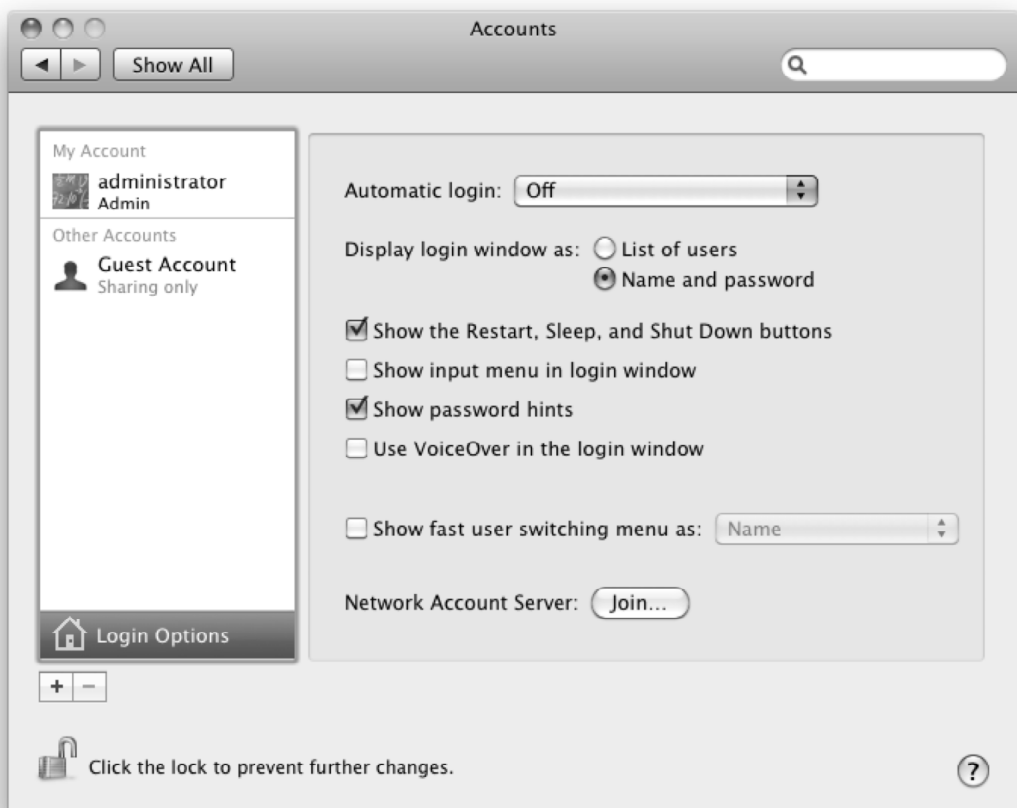 Accounts
Show All
My Account
administrator
Admin
Other Accounts
Guest Account
Sharing only
Login Options
Automatic login: Off
Display login window as: List of users
Name and password
Show the Restart, Sleep, and Shut Down buttons
Show input menu in login window
Show password hints
Use VoiceOver in the login window
Show fast user switching menu as: Name
Network Account Server: Join...
+ −
Click the lock to prevent further changes.
?